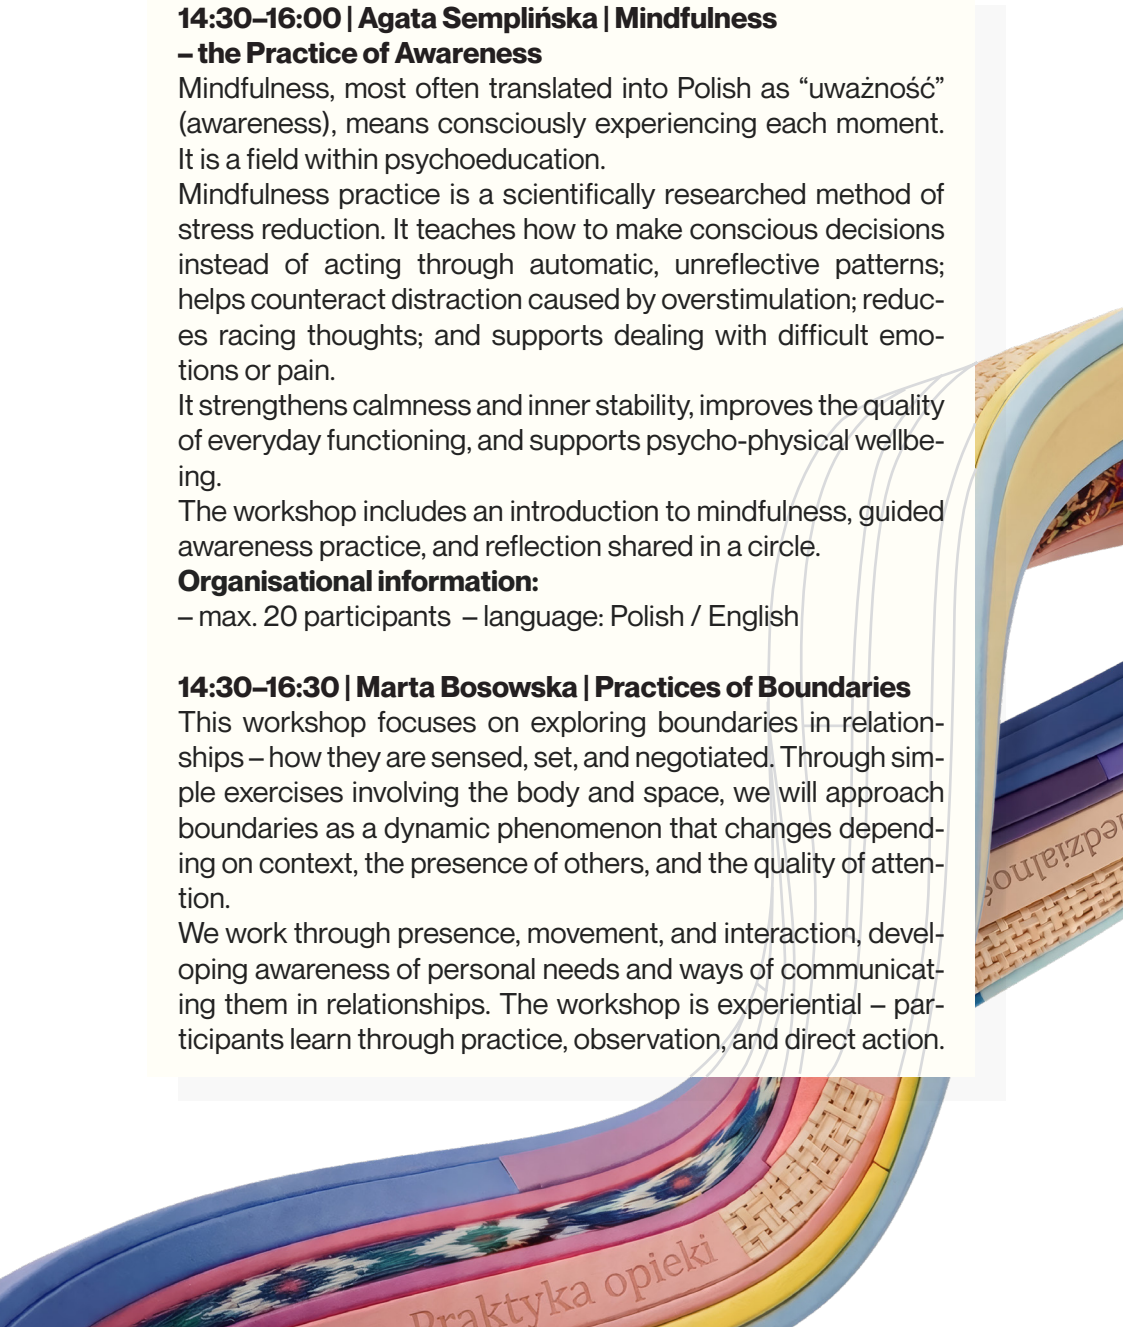 14:30–16:00 | Agata Semplińska | Mindfulness
– the Practice of Awareness
Mindfulness, most often translated into Polish as “uważność”
(awareness), means consciously experiencing each moment.
It is a field within psychoeducation.
Mindfulness practice is a scientifically researched method of
stress reduction. It teaches how to make conscious decisions
instead of acting through automatic, unreflective patterns;
helps counteract distraction caused by overstimulation; reduc-
es racing thoughts; and supports dealing with difficult emo-
tions or pain.
It strengthens calmness and inner stability, improves the quality
of everyday functioning, and supports psycho-physical wellbe-
ing.
The workshop includes an introduction to mindfulness, guided
awareness practice, and reflection shared in a circle.
Organisational information:
– max. 20 participants  – language: Polish / English
14:30–16:30 | Marta Bosowska | Practices of Boundaries
This workshop focuses on exploring boundaries in relation-
ships – how they are sensed, set, and negotiated. Through sim-
ple exercises involving the body and space, we will approach
boundaries as a dynamic phenomenon that changes depend-
ing on context, the presence of others, and the quality of atten-
tion.
We work through presence, movement, and interaction, devel-
oping awareness of personal needs and ways of communicat-
ing them in relationships. The workshop is experiential – par-
ticipants learn through practice, observation, and direct action.
Praktyka opieki